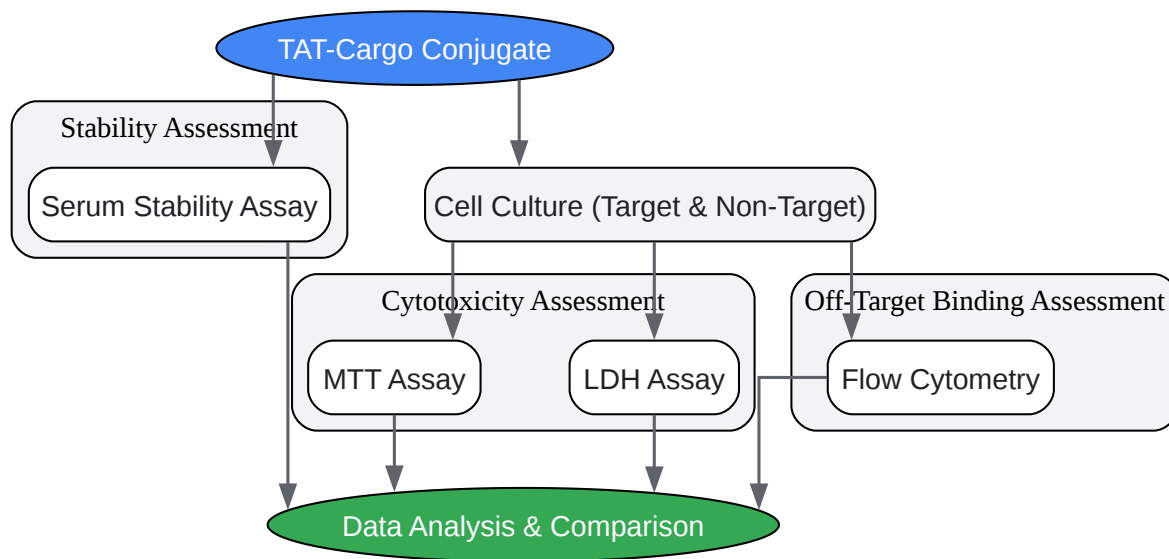 TAT-Cargo Conjugate
Stability Assessment
Serum Stability Assay
Cell Culture (Target & Non-Target)
Cytotoxicity Assessment
Off-Target Binding Assessment
MTT Assay
LDH Assay
Flow Cytometry
Data Analysis & Comparison